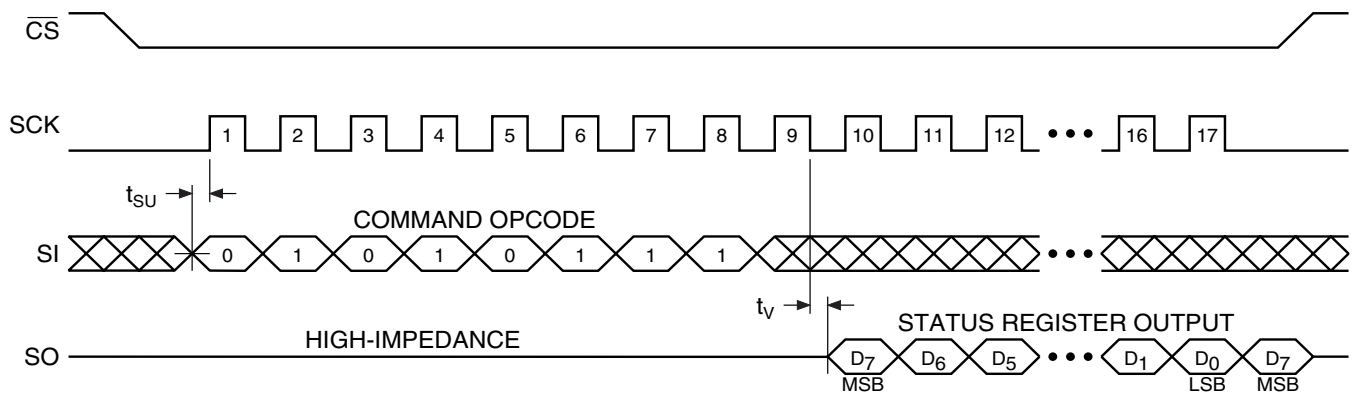 CS
SCK 1 2 3 4 5 6 7 8 9 10 11 12 ••• 16 17
tSU
COMMAND OPCODE
SI 0 1 0 1 0 1 1 1 •••
tV
HIGH-IMPEDANCE
STATUS REGISTER OUTPUT
SO D7 D6 D5 ••• D1 D0 D7
MSB LSB MSB